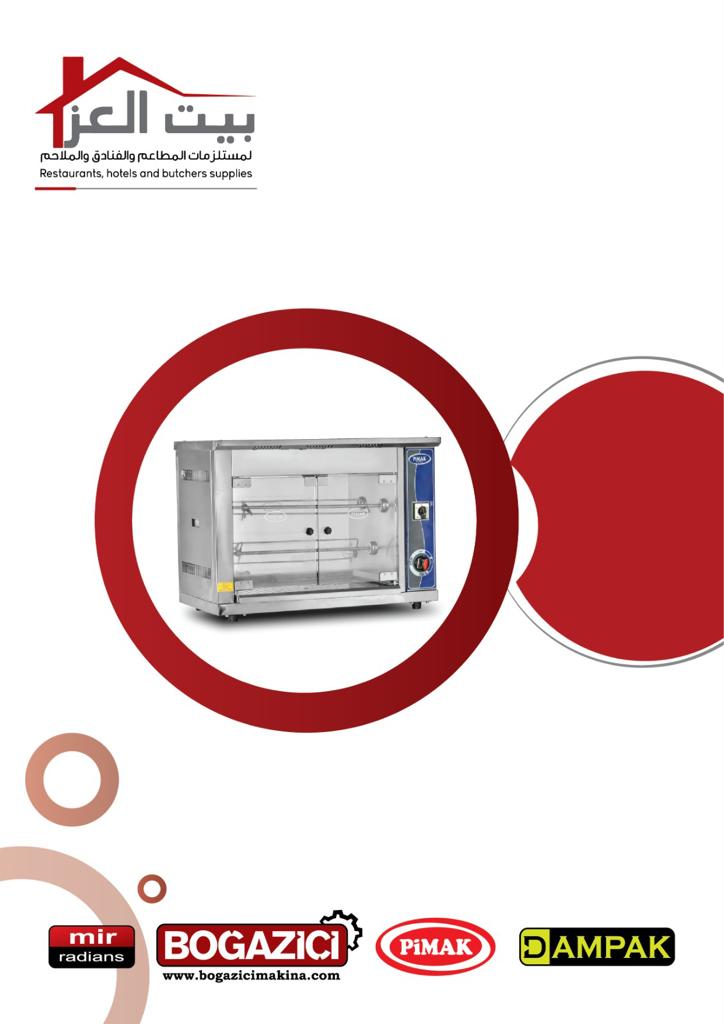 بيت العز
لمستلزمات المطاعم والفنادق والملاحم
Restaurants, hotels and butchers supplies
PiMAK
mir
radians
BOGAZICI
www.bogazicimakina.com
PiMAK
DAMPAK